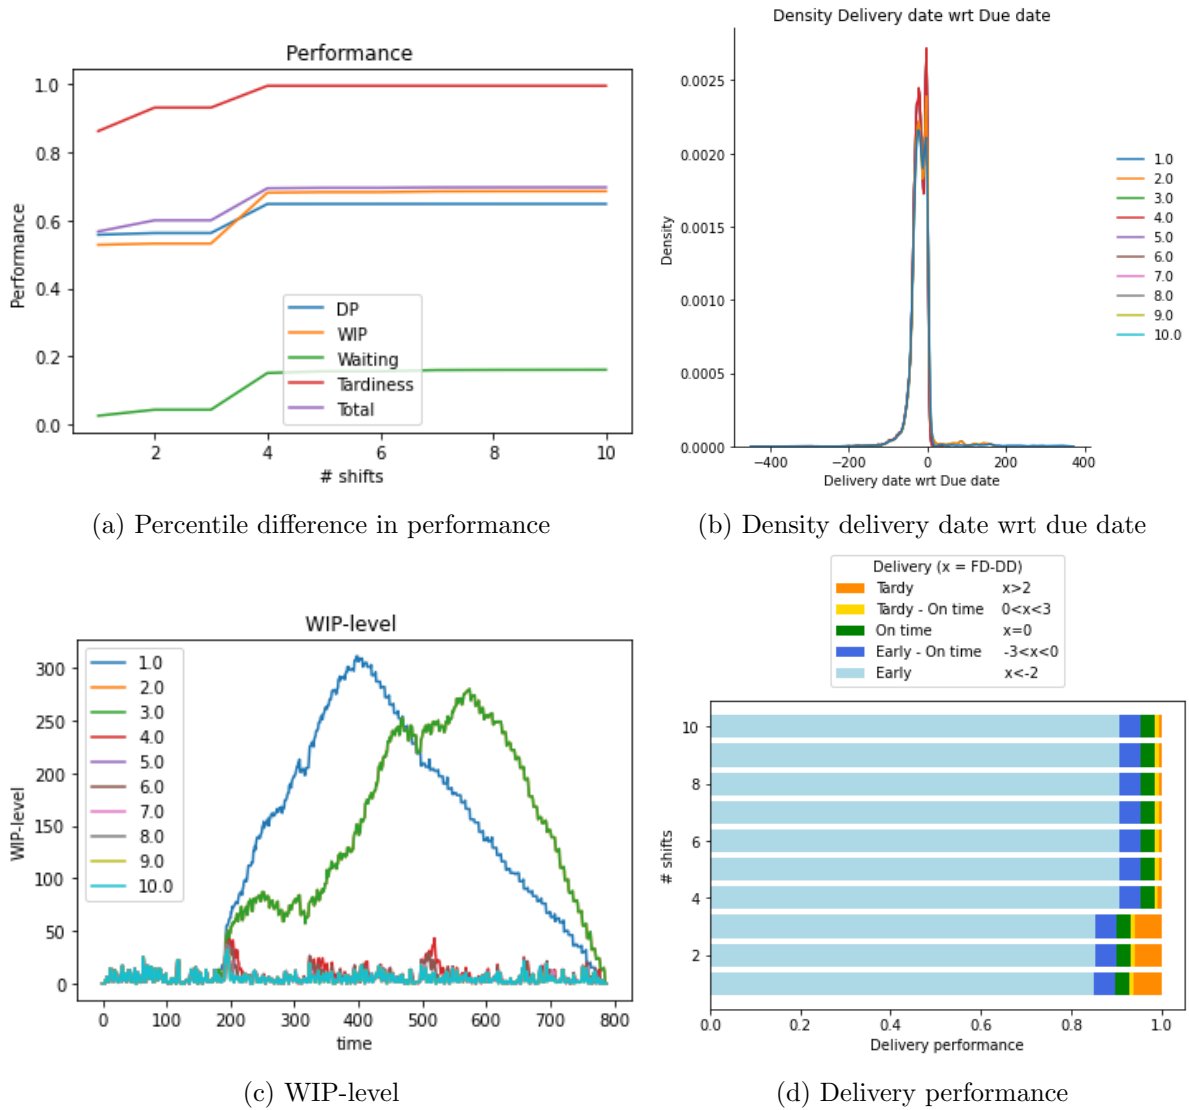 Performance
Performance
1.0
0.8
0.6
0.4
0.2
0.0
DP
WIP
Waiting
Tardiness
Total
2 4 6 8 10
# shifts
(a) Percentile difference in performance
Density Delivery date wrt Due date
Density
0.0025
0.0020
0.0015
0.0010
0.0005
0.0000
1.0
2.0
3.0
4.0
5.0
6.0
7.0
8.0
9.0
10.0
−400 −200 0 200 400
Delivery date wrt Due date
(b) Density delivery date wrt due date
WIP-level
WIP-level
300
250
200
150
100
50
0
1.0
2.0
3.0
4.0
5.0
6.0
7.0
8.0
9.0
10.0
0 100 200 300 400 500 600 700 800
time
(c) WIP-level
Delivery (x = FD-DD)
Tardy x>2
Tardy - On time 0<x<3
On time x=0
Early - On time -3<x<0
Early x<-2
# shifts
10
8
6
4
2
0.0 0.2 0.4 0.6 0.8 1.0
Delivery performance
(d) Delivery performance